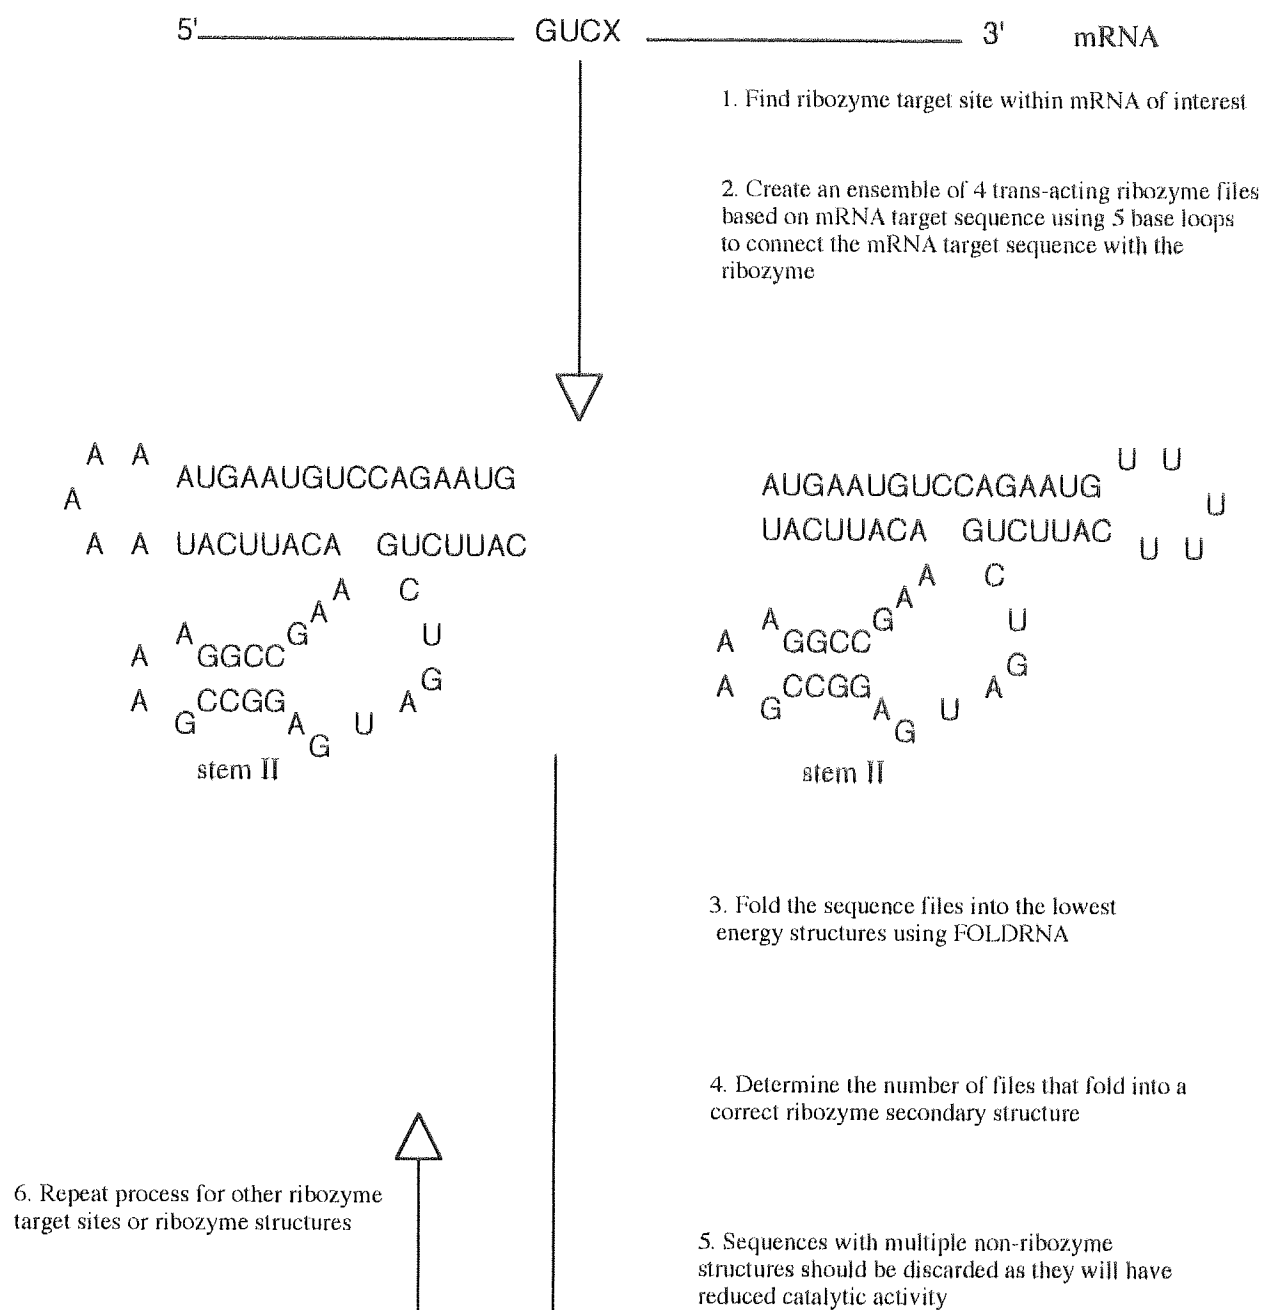 5' GUCX 3' mRNA
1. Find ribozyme target site within mRNA of interest
2. Create an ensemble of 4 trans-acting ribozyme files
based on mRNA target sequence using 5 base loops
to connect the mRNA target sequence with the
ribozyme
A A AUGAAUGUCCAGAAUG
A
A A UACUUACA GUCUUAC
A C
A
G U
A GGCC
A G
A CCGG A
G A U
G
stem II
AUGAAUGUCCAGAAUG U U
U
UACUUACA GUCUUAC U U
A C
A
G U
A GGCC
A G
A CCGG A
G A U
G
stem II
3. Fold the sequence files into the lowest
energy structures using FOLDRNA
4. Determine the number of files that fold into a
correct ribozyme secondary structure
6. Repeat process for other ribozyme
target sites or ribozyme structures
5. Sequences with multiple non-ribozyme
structures should be discarded as they will have
reduced catalytic activity